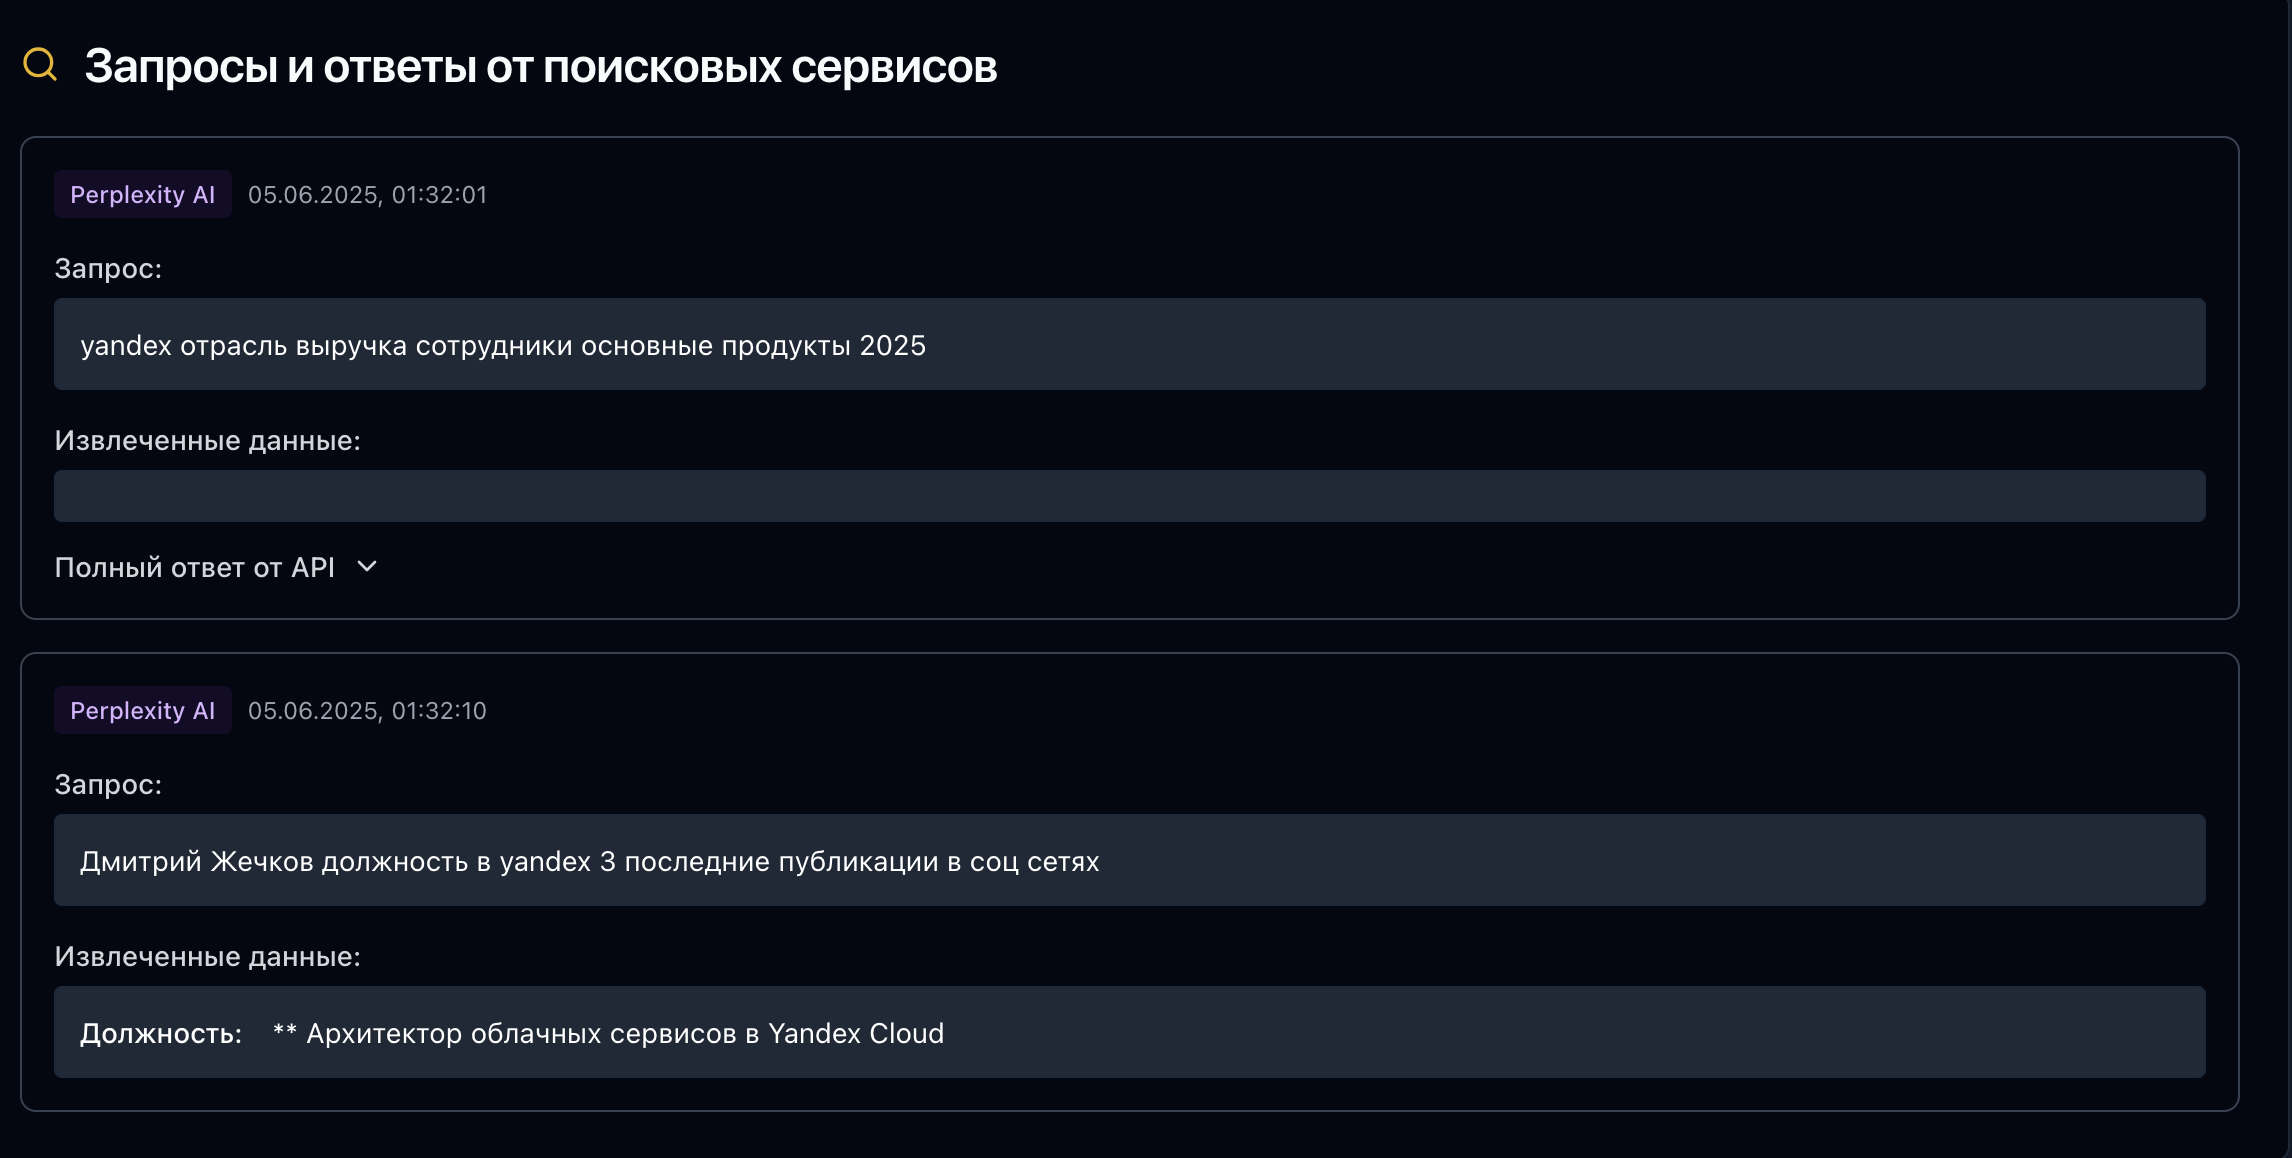 Запросы и ответы от поисковых сервисов
Perplexity AI 05.06.2025, 01:32:01
Запрос:
yandex отрасль выручка сотрудники основные продукты 2025
Извлеченные данные:
Полный ответ от API
Perplexity AI 05.06.2025, 01:32:10
Запрос:
Дмитрий Жечков должность в yandex 3 последние публикации в соц сетях
Извлеченные данные:
Должность: ** Архитектор облачных сервисов в Yandex Cloud